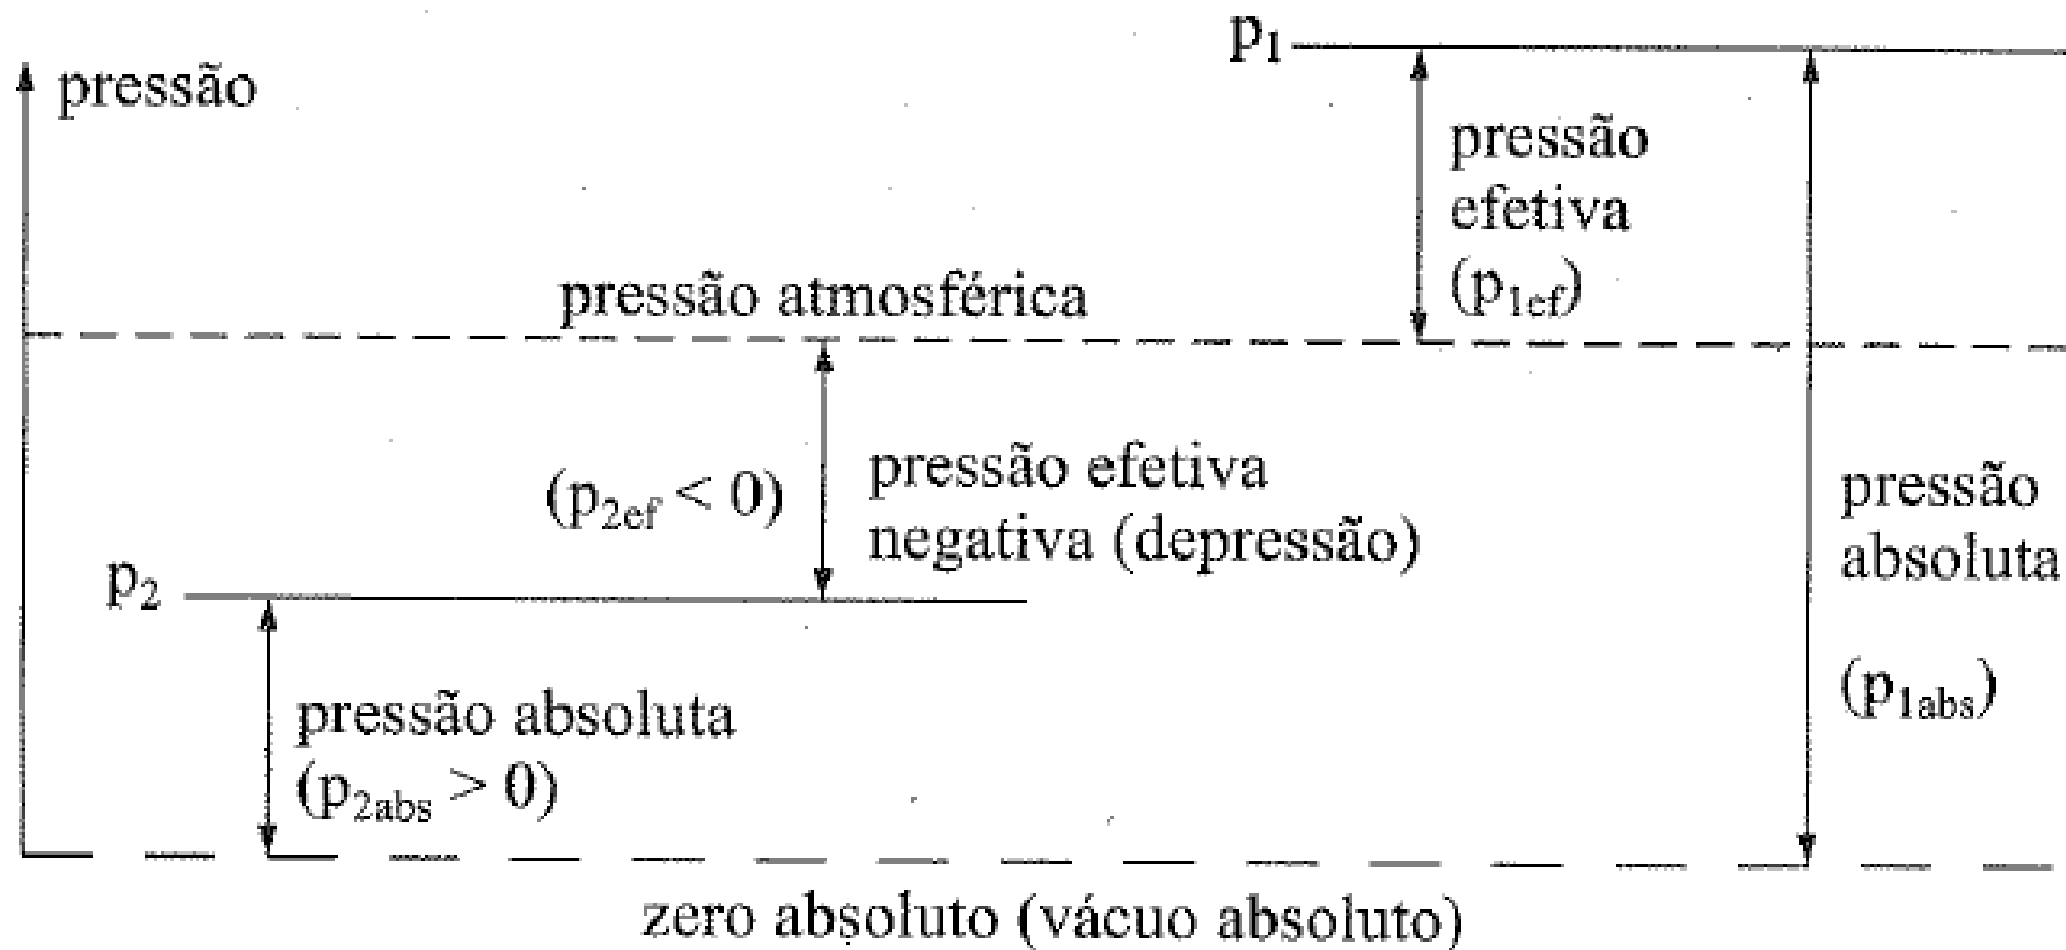 p₁
pressão
pressão
efetiva
(p₁ef)
pressão atmosférica
(p₂ef < 0)
pressão efetiva
negativa (depressão)
pressão
absoluta
(p₁abs)
p₂
pressão absoluta
(p₂abs > 0)
zero absoluto (vácuo absoluto)